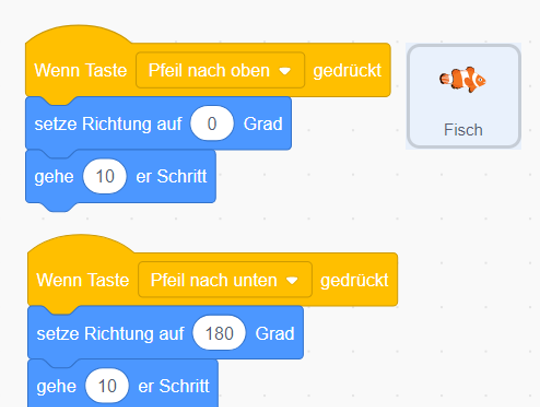 Wenn Taste Pfeil nach oben gedrückt
setze Richtung auf 0 Grad
gehe 10 er Schritt
Fisch
Wenn Taste Pfeil nach unten gedrückt
setze Richtung auf 180 Grad
gehe 10 er Schritt